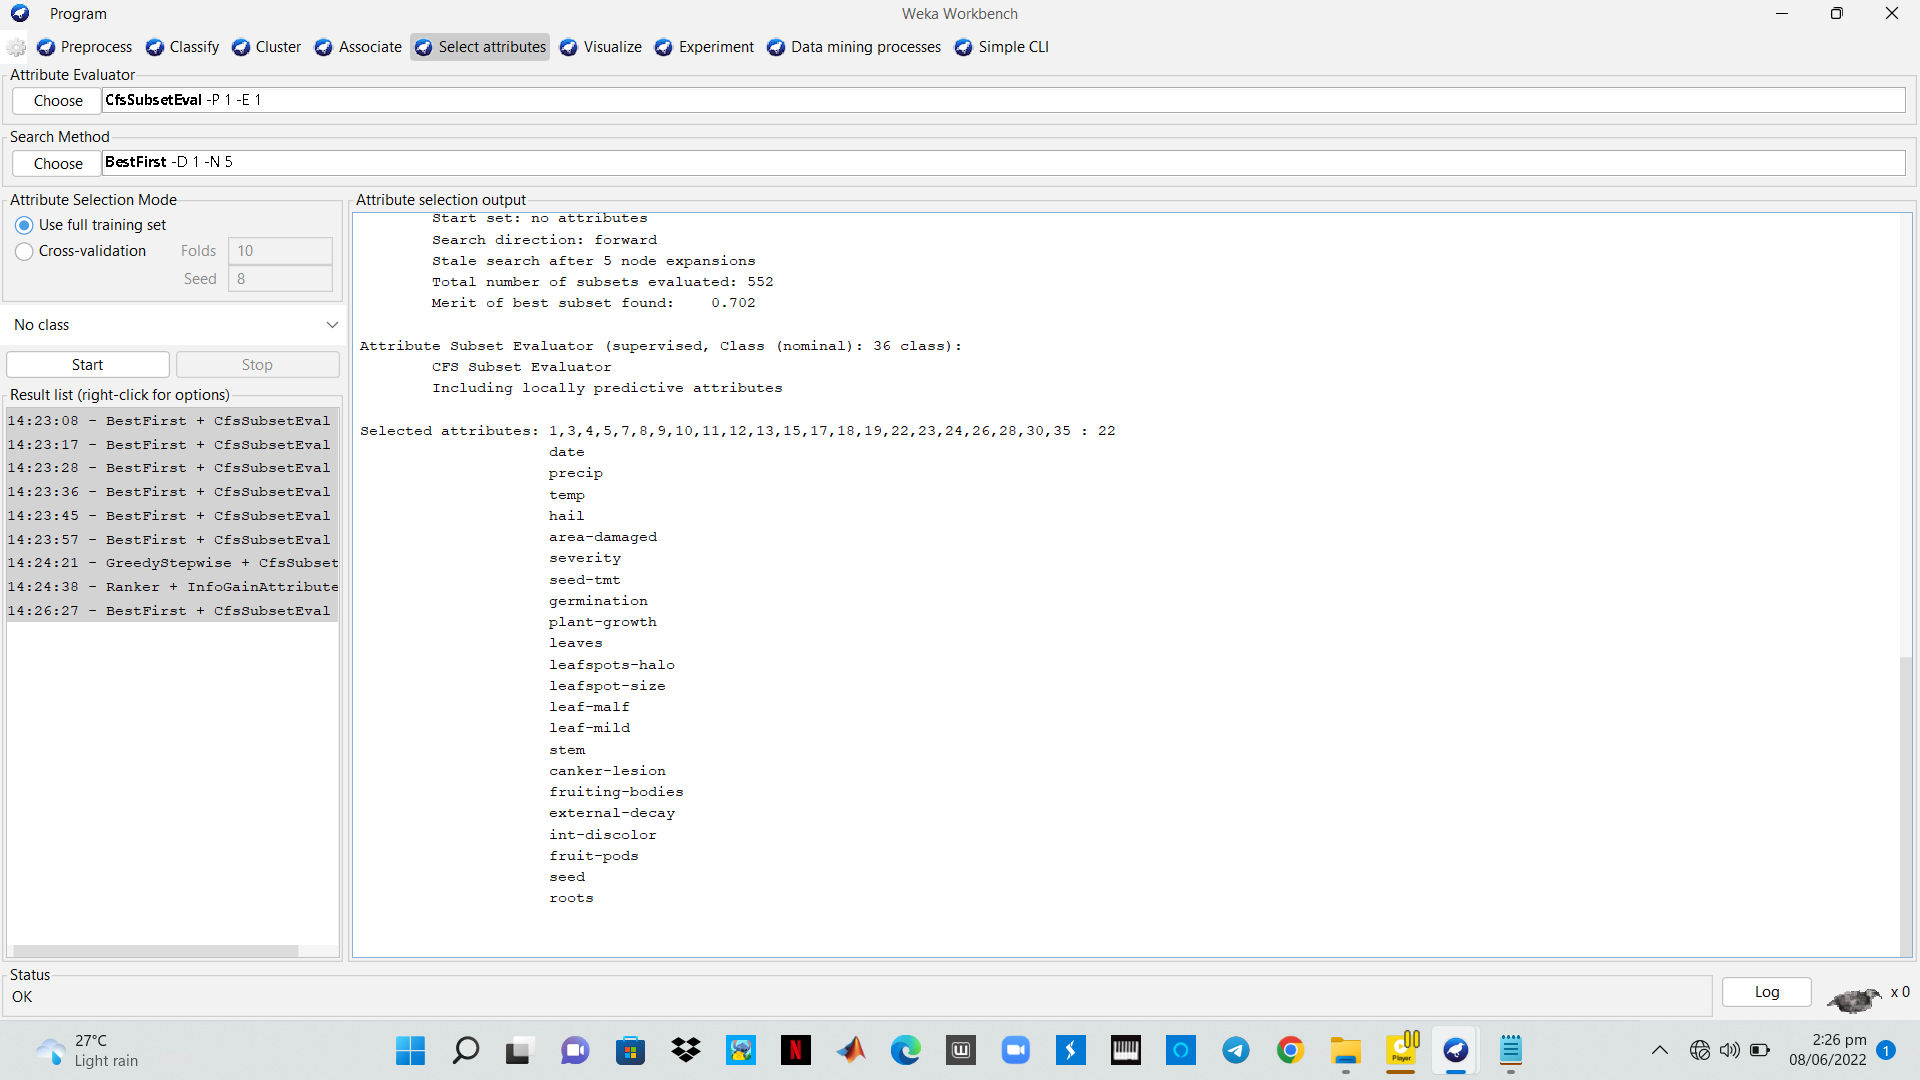 Program
Weka Workbench
Preprocess
Classify
Cluster
Associate
Select attributes
Visualize
Experiment
Data mining processes
Simple CLI
Attribute Evaluator
Choose
CfsSubsetEval -P 1 -E 1
Search Method
Choose
BestFirst -D 1 -N 5
Attribute Selection Mode
Use full training set
Cross-validation Folds 10
Seed 8
No class
Start Stop
Result list (right-click for options)
14:23:08 - BestFirst + CfsSubsetEval
14:23:17 - BestFirst + CfsSubsetEval
14:23:28 - BestFirst + CfsSubsetEval
14:23:36 - BestFirst + CfsSubsetEval
14:23:45 - BestFirst + CfsSubsetEval
14:23:57 - BestFirst + CfsSubsetEval
14:24:21 - GreedyStepwise + CfsSubset
14:24:38 - Ranker + InfoGainAttribute
14:26:27 - BestFirst + CfsSubsetEval
Attribute selection output
Start set: no attributes
Search direction: forward
Stale search after 5 node expansions
Total number of subsets evaluated: 552
Merit of best subset found: 0.702
Attribute Subset Evaluator (supervised, Class (nominal): 36 class):
CFS Subset Evaluator
Including locally predictive attributes
Selected attributes: 1,3,4,5,7,8,9,10,11,12,13,15,17,18,19,22,23,24,26,28,30,35 : 22
date
precip
temp
hail
area-damaged
severity
seed-tmt
germination
plant-growth
leaves
leafspots-halo
leafspot-size
leaf-malf
leaf-mild
stem
canker-lesion
fruiting-bodies
external-decay
int-discolor
fruit-pods
seed
roots
Status
OK
Log
x 0
27°C
Light rain
N
Player
2:26 pm
08/06/2022
1